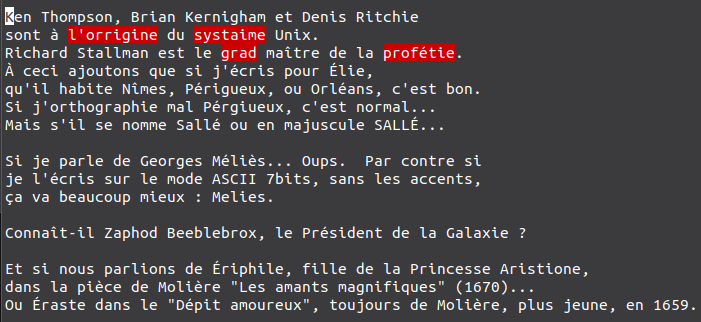 Ken Thompson, Brian Kernigham et Denis Ritchie
sont à l'orrigine du systaime Unix.
Richard Stallman est le grad maître de la profétie.
À ceci ajoutons que si j'écris pour Élie,
qu'il habite Nîmes, Périgueux, ou Orléans, c'est bon.
Si j'orthographie mal Pérgiueux, c'est normal...
Mais s'il se nomme Sallé ou en majuscule SALLÉ...
Si je parle de Georges Méliès... Oups.  Par contre si
je l'écris sur le mode ASCII 7bits, sans les accents,
ça va beaucoup mieux : Melies.
Connaît-il Zaphod Beeblebrox, le Président de la Galaxie ?
Et si nous parlions de Ériphile, fille de la Princesse Aristione,
dans la pièce de Molière "Les amants magnifiques" (1670)...
Ou Éraste dans le "Dépit amoureux", toujours de Molière, plus jeune, en 1659.